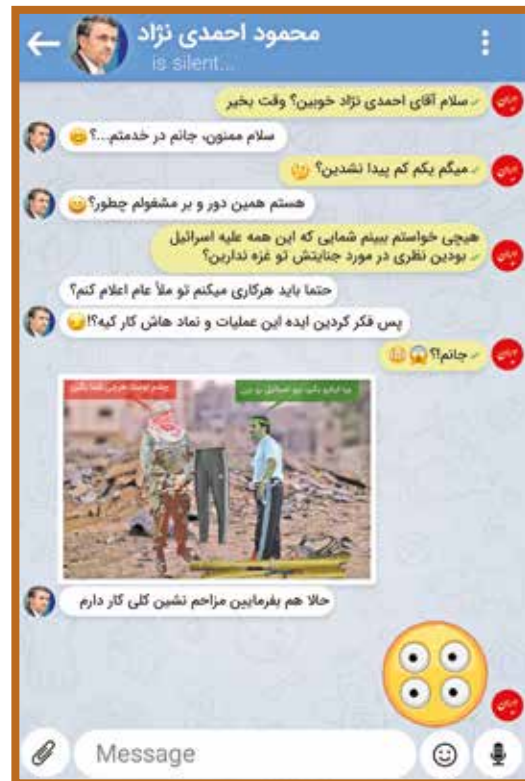 محمود احمدی نژاد
is silent...
سلام آقای احمدی نژاد خوبین؟ وقت بخیر
سلام ممنون، جانم در خدمتم...؟
میگم یکم کم پیدا نشدین؟
هستم همین دور و بر مشغولم چطور؟
هیچی خواستم ببینم شمایی که این همه علیه اسرائیل
بودین نظری در مورد جنایتش تو غزه ندارین؟
حتما باید هرکاری میکنم تو ملأ عام اعلام کنم؟
پس فکر کردین ایده این عملیات و نماد هاش کار کیه؟!
جانم!؟
حالا هم بفرمایین مزاحم نشین کلی کار دارم
Message